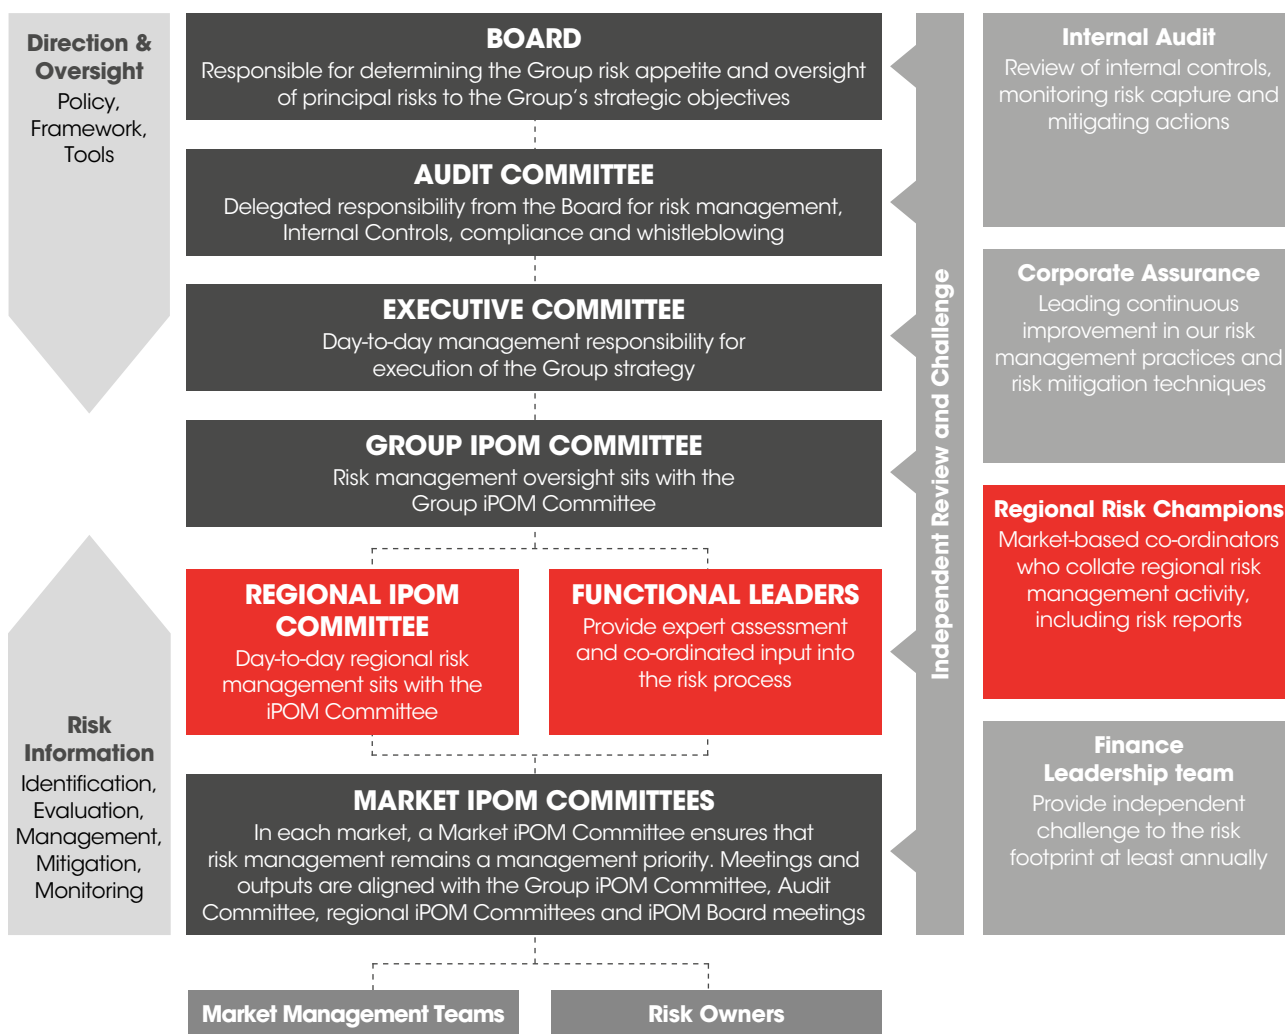 Direction &
Oversight
Policy,
Framework,
Tools
BOARD
Responsible for determining the Group risk appetite and oversight
of principal risks to the Group's strategic objectives
AUDIT COMMITTEE
Delegated responsibility from the Board for risk management,
Internal Controls, compliance and whistleblowing
EXECUTIVE COMMITTEE
Day-to-day management responsibility for
execution of the Group strategy
GROUP IPOM COMMITTEE
Risk management oversight sits with the
Group iPOM Committee
REGIONAL IPOM
COMMITTEE
Day-to-day regional risk
management sits with the
iPOM Committee
FUNCTIONAL LEADERS
Provide expert assessment
and co-ordinated input into
the risk process
Risk
Information
Identification,
Evaluation,
Management,
Mitigation,
Monitoring
MARKET IPOM COMMITTEES
In each market, a Market iPOM Committee ensures that
risk management remains a management priority. Meetings and
outputs are aligned with the Group iPOM Committee, Audit
Committee, regional iPOM Committees and iPOM Board meetings
Market Management Teams
Risk Owners
Independent Review and Challenge
Internal Audit
Review of internal controls,
monitoring risk capture and
mitigating actions
Corporate Assurance
Leading continuous
improvement in our risk
management practices and
risk mitigation techniques
Regional Risk Champions
Market-based co-ordinators
who collate regional risk
management activity,
including risk reports
Finance
Leadership team
Provide independent
challenge to the risk
footprint at least annually